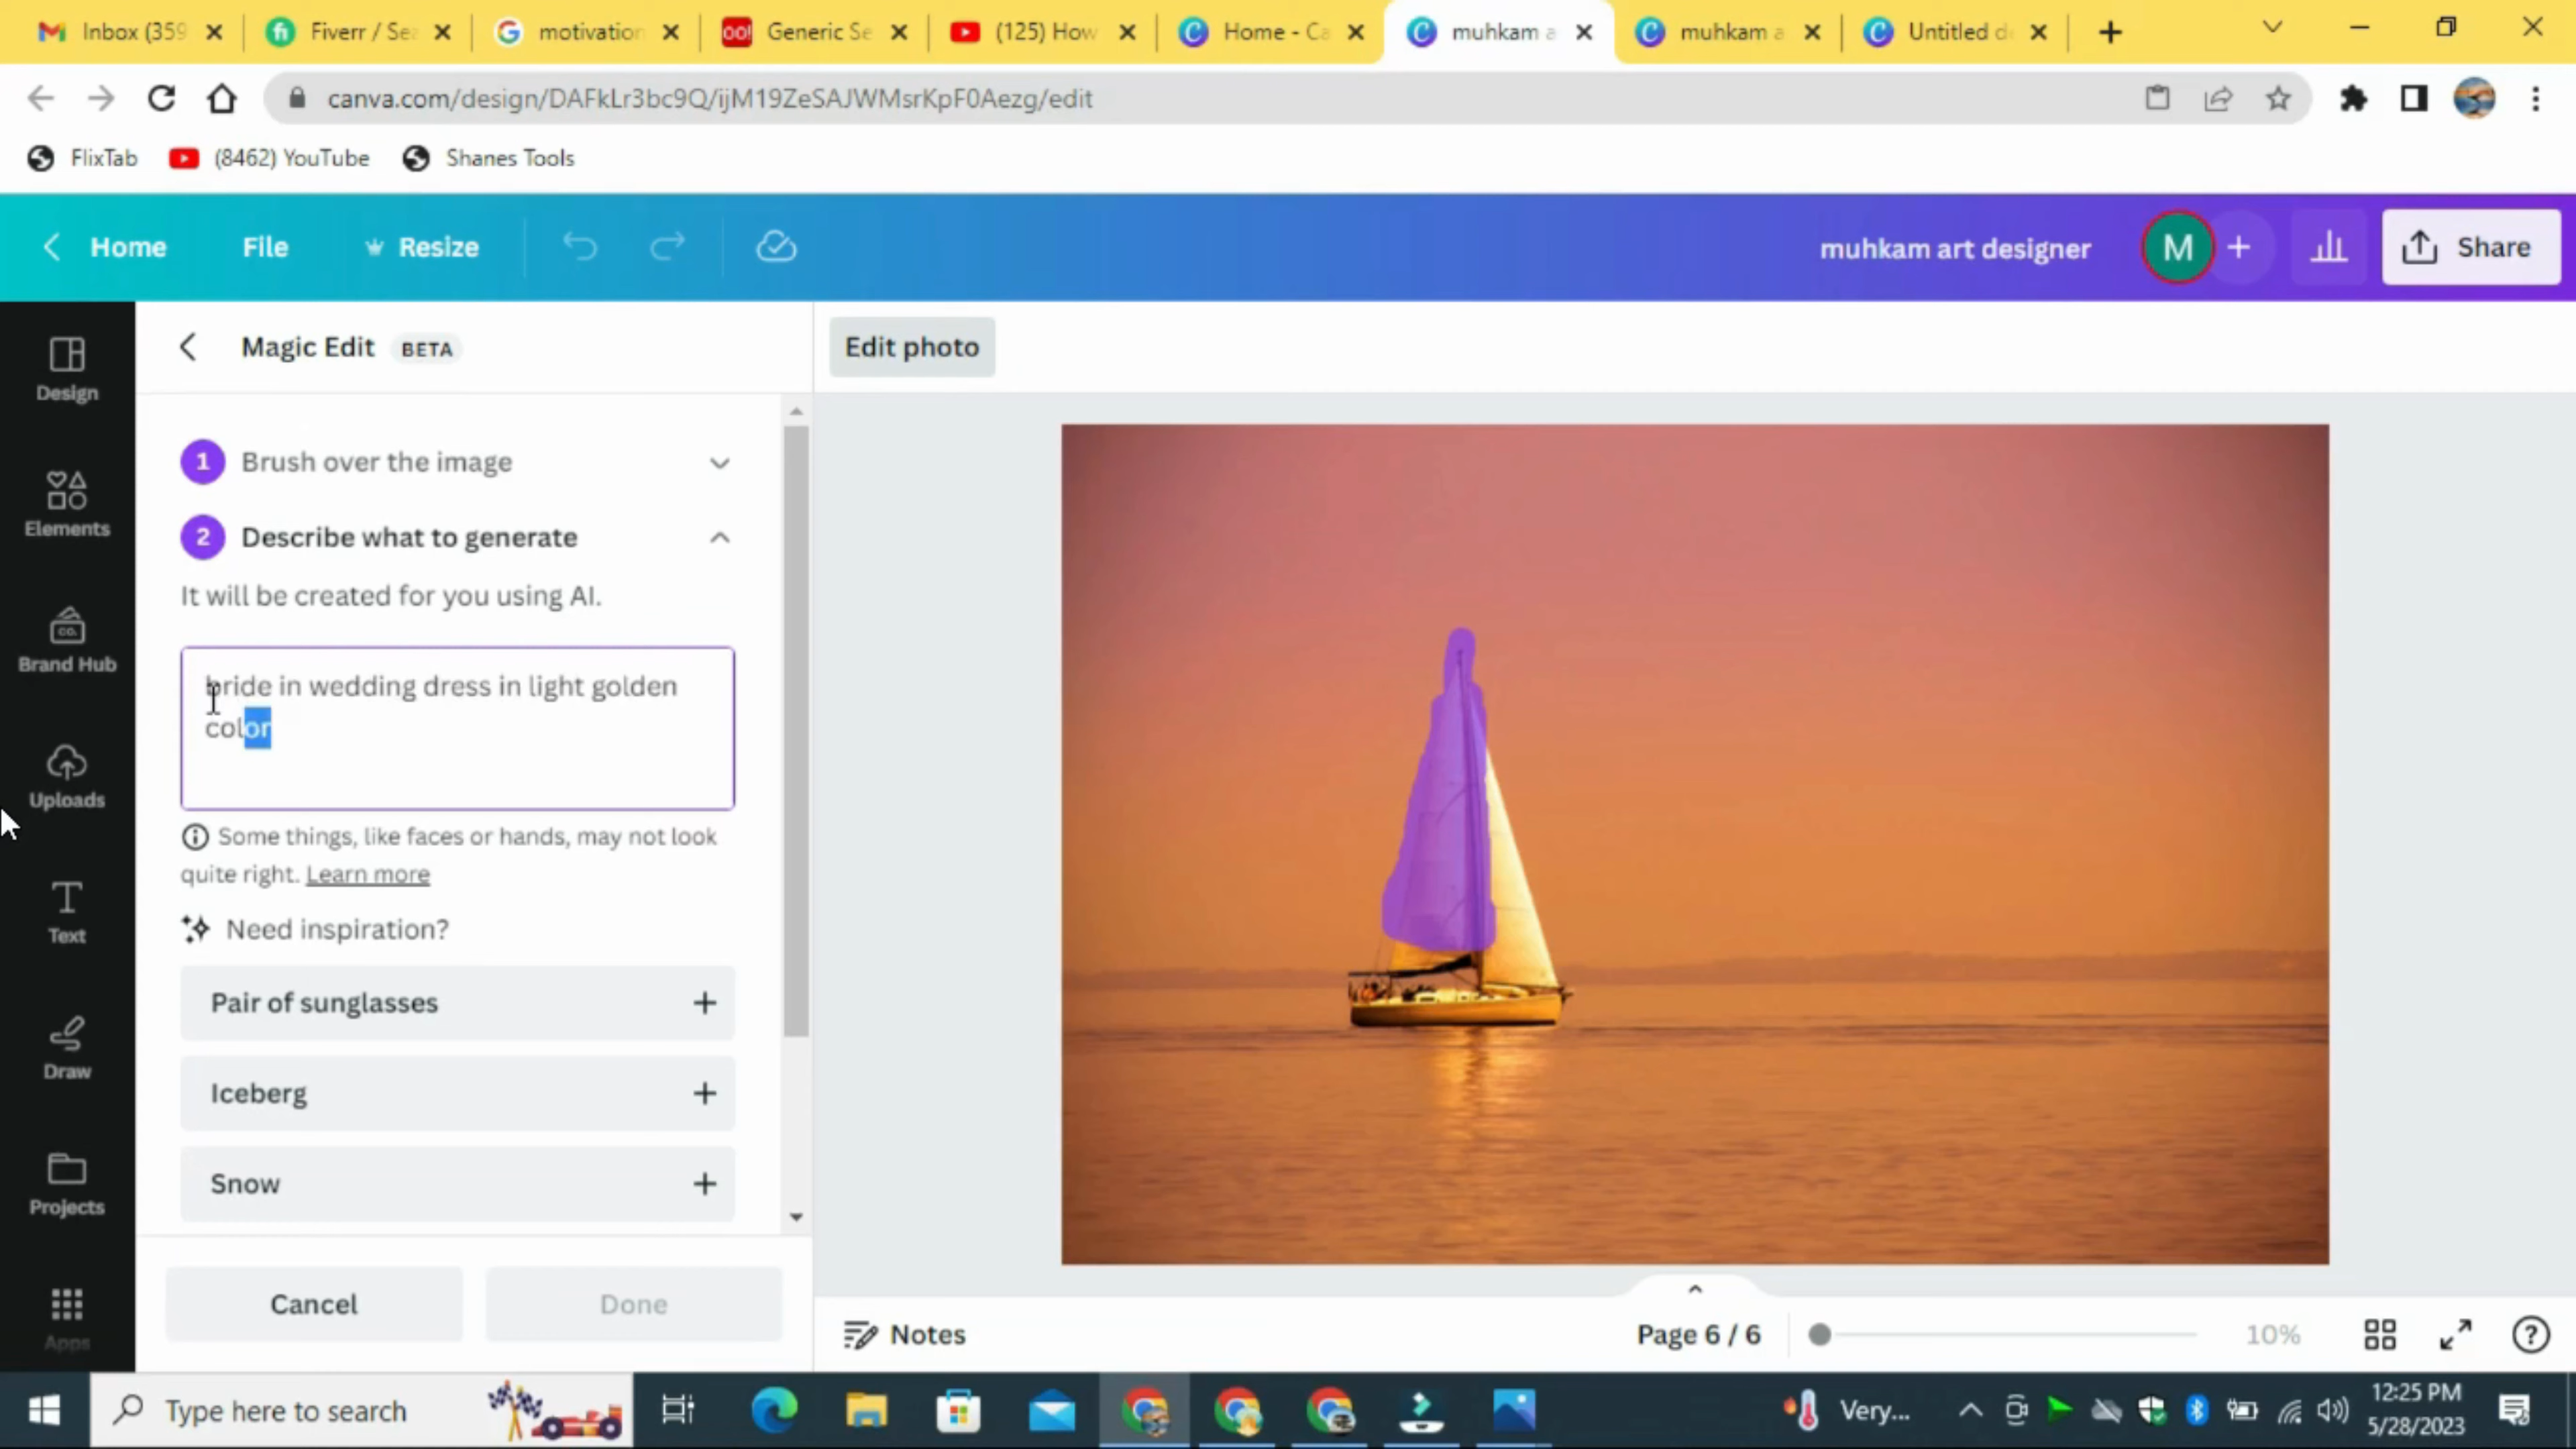 Inbox (359
Fiverr / Sea
motivation
Generic Se
(125) How
Home - Ca
muhkam a
muhkam a
Untitled d
canva.com/design/DAFkLr3bc9Q/ijM19ZeSAJWMsrKpF0Aezg/edit
FlixTab
(8462) YouTube
Shanes Tools
Home
File
Resize
muhkam art designer
M
Share
Design
Elements
CO.
Brand Hub
Uploads
Text
Draw
Projects
Apps
Magic Edit BETA
1 Brush over the image
2 Describe what to generate
It will be created for you using AI.
bride in wedding dress in light golden
color
Some things, like faces or hands, may not look
quite right. Learn more
Need inspiration?
Pair of sunglasses
Iceberg
Snow
Cancel
Done
Edit photo
Notes
Page 6 / 6
10%
Type here to search
Very...
12:25 PM
5/28/2023